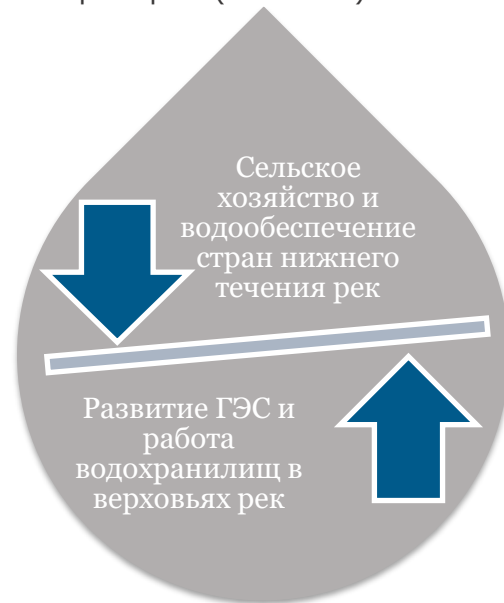 Сельское
хозяйство и
водообеспечение
стран нижнего
течения рек
Развитие ГЭС и
работа
водохранилищ в
верховьях рек